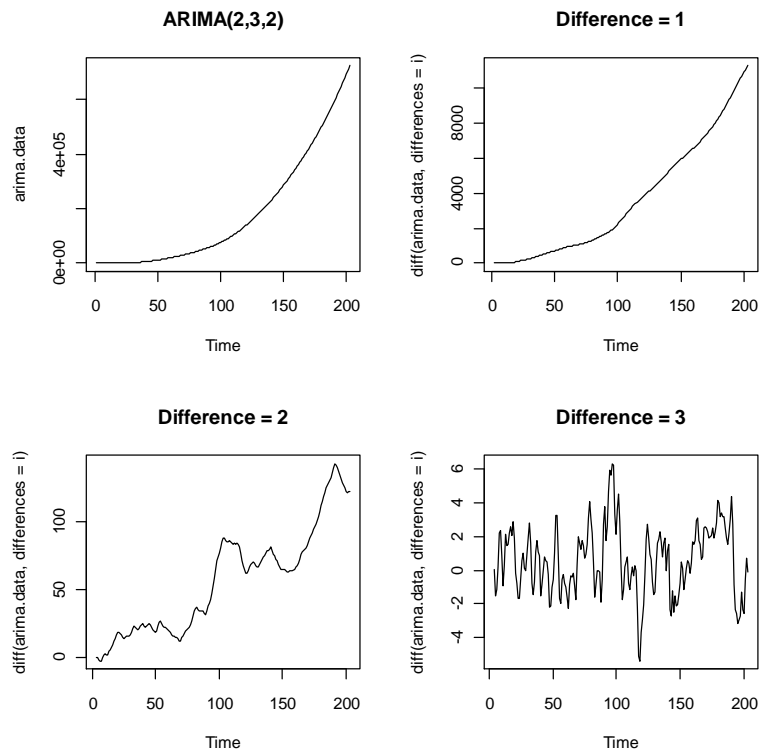 ARIMA(2,3,2)
arima.data
0e+00
4e+05
0
50
100
150
200
Time
Difference = 1
diff(arima.data, differences = i)
0
4000
8000
0
50
100
150
200
Time
Difference = 2
diff(arima.data, differences = i)
0
50
100
0
50
100
150
200
Time
Difference = 3
diff(arima.data, differences = i)
-4
-2
0
2
4
6
0
50
100
150
200
Time